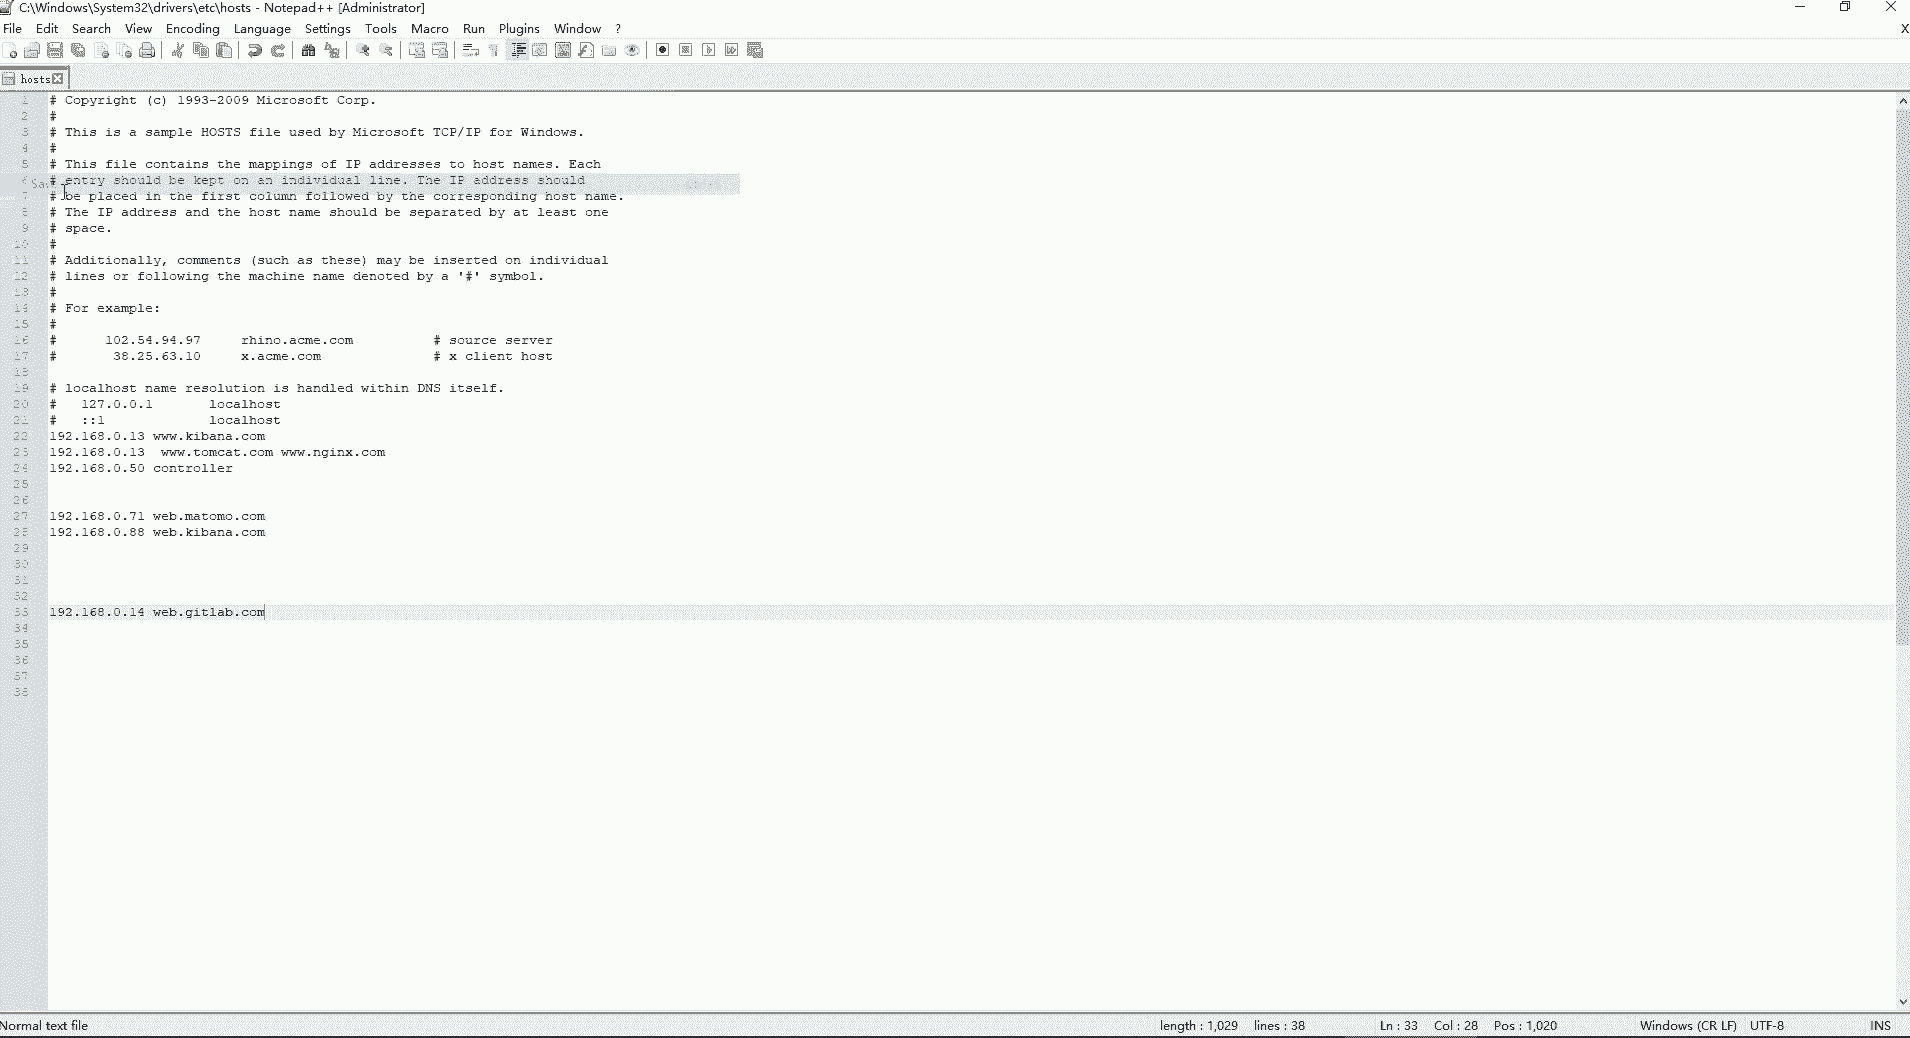 C:\Windows\System32\drivers\etc\hosts - Notepad++ [Administrator]
File Edit Search View Encoding Language Settings Tools Macro Run Plugins Window ? X
hosts
1 # Copyright (c) 1993-2009 Microsoft Corp.
2 #
3 # This is a sample HOSTS file used by Microsoft TCP/IP for Windows.
4 #
5 # This file contains the mappings of IP addresses to host names. Each
6 # entry should be kept on an individual line. The IP address should
7 # be placed in the first column followed by the corresponding host name.
8 # The IP address and the host name should be separated by at least one
9 # space.
10 #
11 # Additionally, comments (such as these) may be inserted on individual
12 # lines or following the machine name denoted by a '#' symbol.
13 #
14 # For example:
15 #
16 #      102.54.94.97     rhino.acme.com          # source server
17 #       38.25.63.10     x.acme.com              # x client host
18
19 # localhost name resolution is handled within DNS itself.
20 #   127.0.0.1       localhost
21 #   ::1             localhost
22 192.168.0.13 www.kibana.com
23 192.168.0.13  www.tomcat.com www.nginx.com
24 192.168.0.50 controller
25
26
27 192.168.0.71 web.matomo.com
28 192.168.0.88 web.kibana.com
29
30
31
32
33 192.168.0.14 web.gitlab.com
34
35
36
37
38
Normal text file length : 1,029 lines : 38 Ln : 33 Col : 28 Pos : 1,020 Windows (CR LF) UTF-8 INS